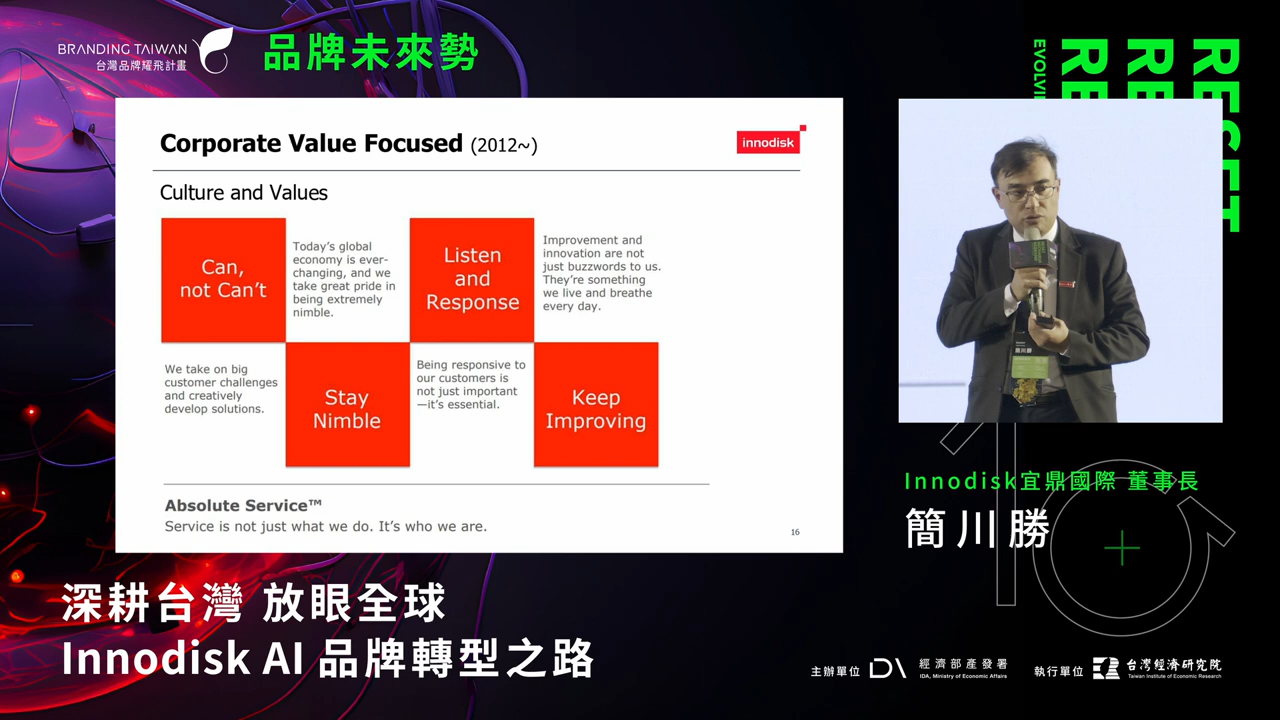 BRANDING TAIWAN
台灣品牌耀飛計畫
品牌未來勢
Corporate Value Focused (2012~)
innodisk
Culture and Values
Can,
not Can't
Today's global
economy is ever-
changing, and we
take great pride in
being extremely
nimble.
Listen
and
Response
Improvement and
innovation are not
just buzzwords to us.
They're something
we live and breathe
every day.
We take on big
customer challenges
and creatively
develop solutions.
Stay
Nimble
Being responsive to
our customers is
not just important
—it's essential.
Keep
Improving
Absolute Service™
Service is not just what we do. It's who we are.
16
RESET
RE
RE
EVOLVI
簡川勝
Innodisk宜鼎國際 董事長
簡川勝
深耕台灣 放眼全球
Innodisk AI 品牌轉型之路
主辦單位
經濟部產發署
IDA, Ministry of Economic Affairs
執行單位
台灣經濟研究院
Taiwan Institute of Economic Research